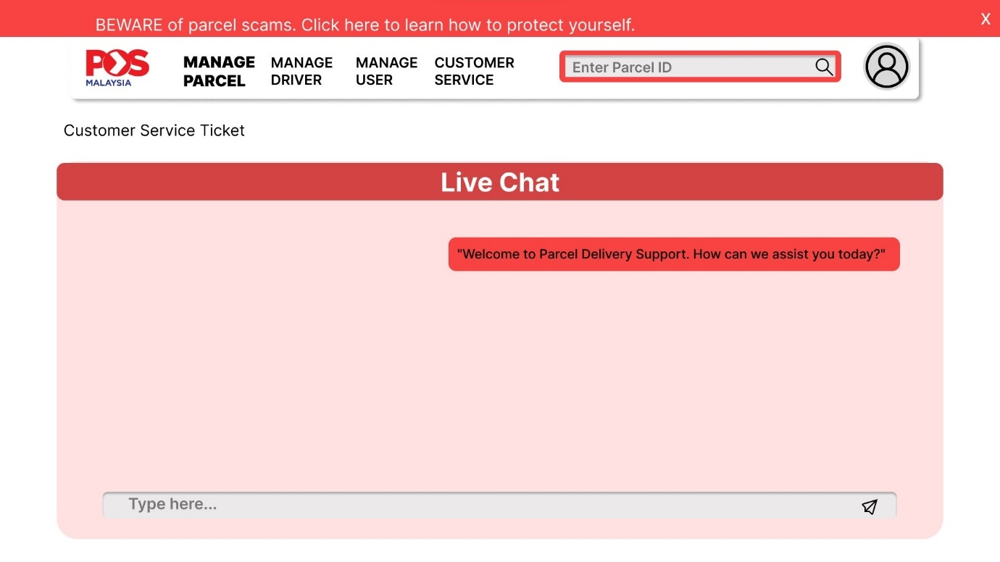 BEWARE of parcel scams. Click here to learn how to protect yourself.
X
POS
MALAYSIA
MANAGE
PARCEL
MANAGE
DRIVER
MANAGE
USER
CUSTOMER
SERVICE
Enter Parcel ID
Customer Service Ticket
Live Chat
"Welcome to Parcel Delivery Support. How can we assist you today?"
Type here...